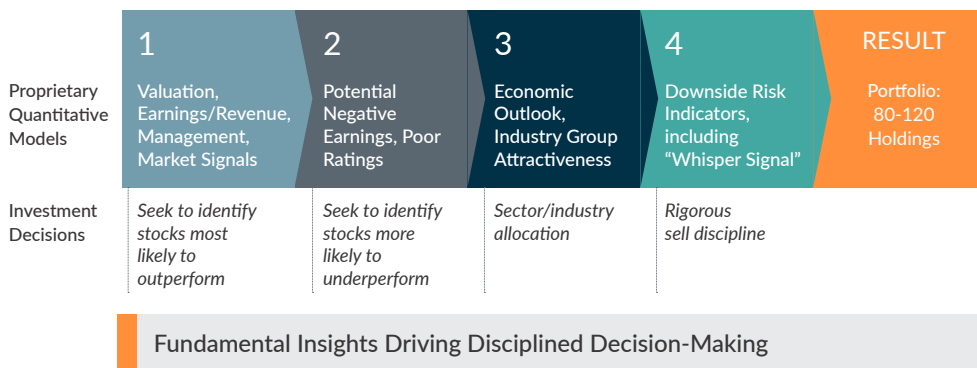 1
2
3
4
RESULT
Proprietary
Quantitative
Models
Valuation,
Earnings/Revenue,
Management,
Market Signals
Potential
Negative
Earnings, Poor
Ratings
Economic
Outlook,
Industry Group
Attractiveness
Downside Risk
Indicators,
including
“Whisper Signal”
Portfolio:
80-120
Holdings
Investment
Decisions
Seek to identify
stocks most
likely to
outperform
Seek to identify
stocks more
likely to
underperform
Sector/industry
allocation
Rigorous
sell discipline
Fundamental Insights Driving Disciplined Decision-Making